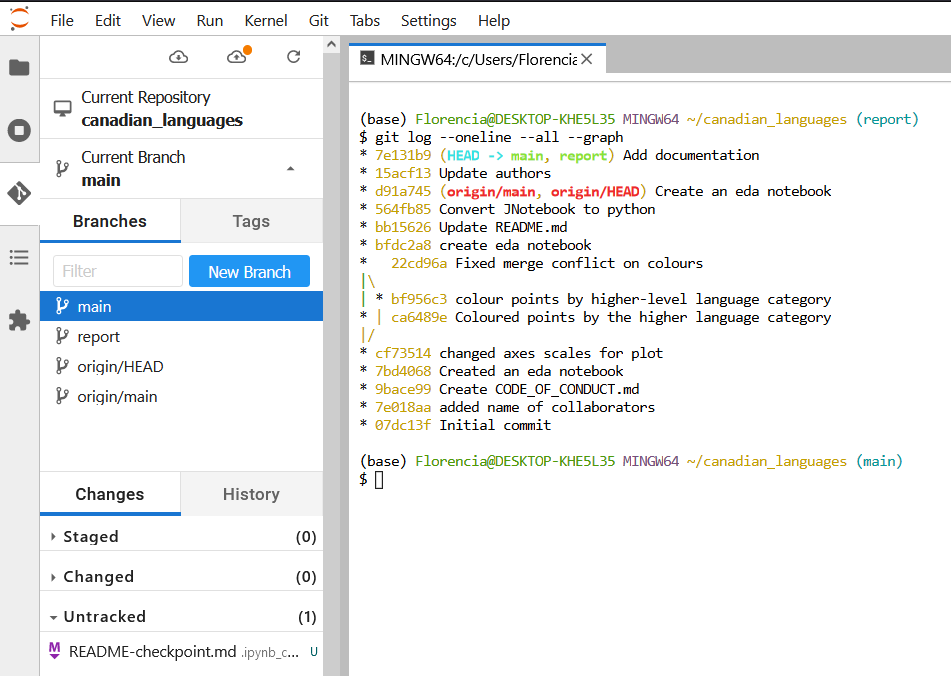 File Edit View Run Kernel Git Tabs Settings Help
Current Repository
canadian_languages
Current Branch
main
Branches Tags
Filter New Branch
main
report
origin/HEAD
origin/main
Changes History
Staged (0)
Changed (0)
Untracked (1)
README-checkpoint.md .ipynb_c... U
MINGW64:/c/Users/Florencia
(base) Florencia@DESKTOP-KHE5L35 MINGW64 ~/canadian_languages (report)
$ git log --oneline --all --graph
* 7e131b9 (HEAD -> main, report) Add documentation
* 15acf13 Update authors
* d91a745 (origin/main, origin/HEAD) Create an eda notebook
* 564fb85 Convert JNotebook to python
* bb15626 Update README.md
* bfdc2a8 create eda notebook
*   22cd96a Fixed merge conflict on colours
|\
| * bf956c3 colour points by higher-level language category
* | ca6489e Coloured points by the higher language category
|/
* cf73514 changed axes scales for plot
* 7bd4068 Created an eda notebook
* 9bace99 Create CODE_OF_CONDUCT.md
* 7e018aa added name of collaborators
* 07dc13f Initial commit
(base) Florencia@DESKTOP-KHE5L35 MINGW64 ~/canadian_languages (main)
$